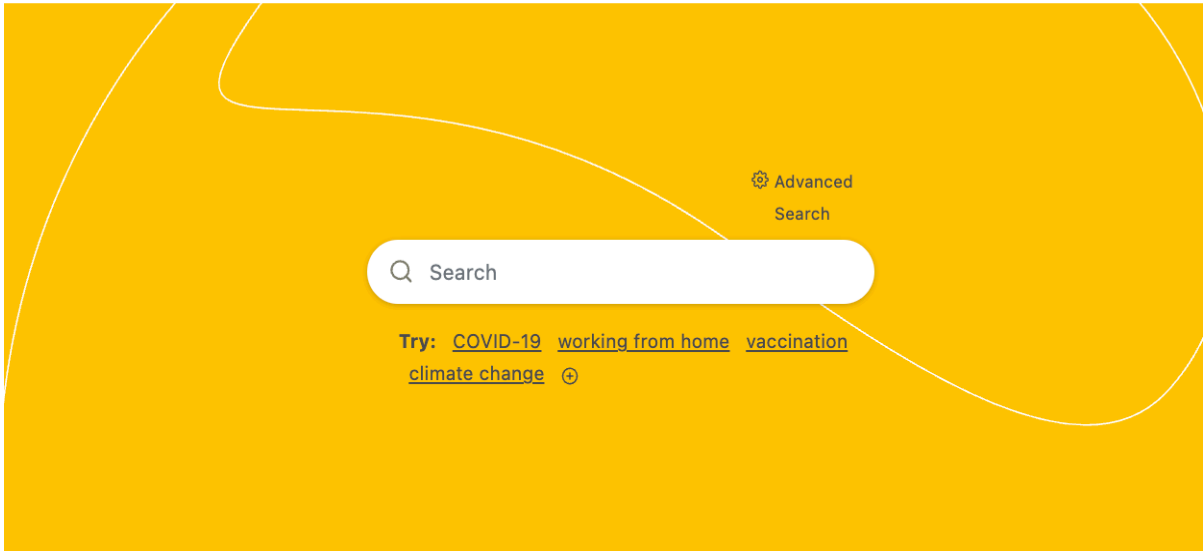 Advanced
Search
Search
Try: COVID-19 working from home vaccination
climate change